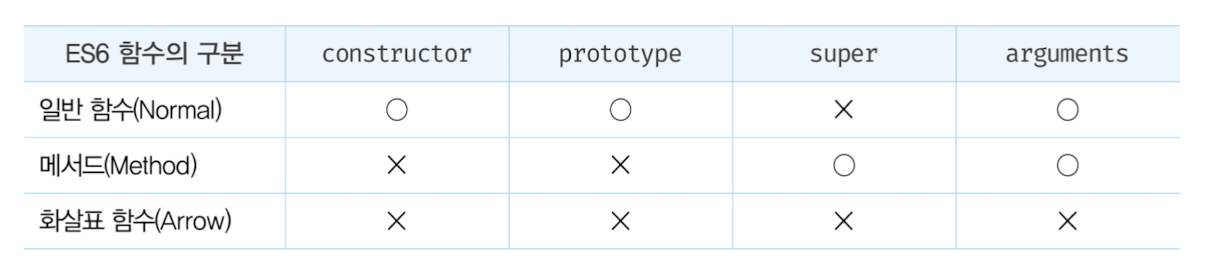 ES6 함수의 구분 constructor prototype super arguments
일반 함수(Normal) ○ ○ × ○
메서드(Method) × × ○ ○
화살표 함수(Arrow) × × × ×